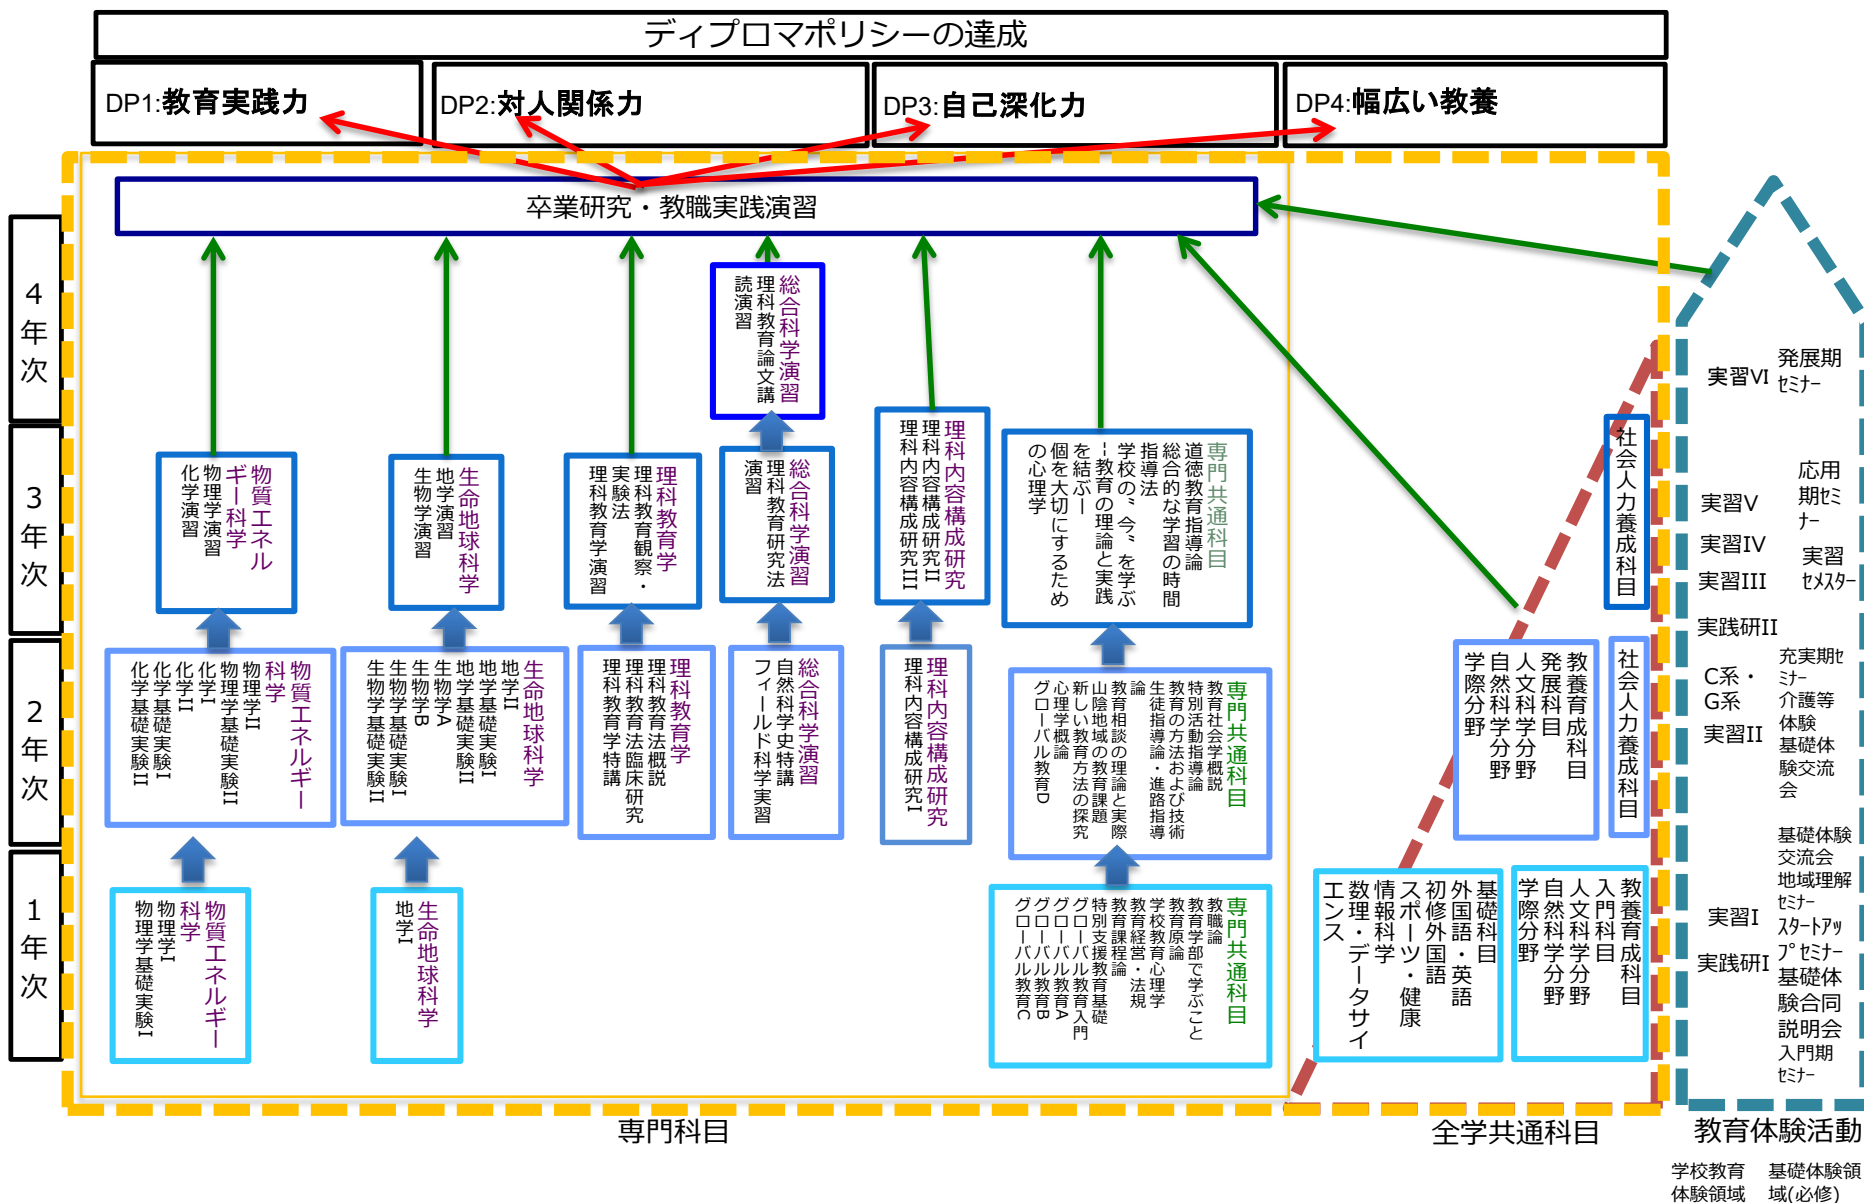 ディプロマポリシーの達成
DP1:教育実践力
DP2:対人関係力
DP3:自己深化力
DP4:幅広い教養
卒業研究・教職実践演習
4年次
総合科学演習
理科教育論文講
読演習
3年次
物質エネル
ギー科学
物理学演習
化学演習
生命地球科学
地学演習
生物学演習
理科教育学
理科教育観察・
実験法
理科教育学演習
総合科学演習
理科教育研究法
演習
理科内容構成研究
理科内容構成研究II
理科内容構成研究III
専門共通科目
道徳教育指導論
総合的な学習の時間
指導法
学校の“今”を学ぶ
--教育の理論と実践
を結ぶー
個を大切にするため
の心理学
社会人力養成科目
2年次
物質エネルギー
科学
物理学II
物理学基礎実験II
化学I
化学II
化学基礎実験I
化学基礎実験II
生命地球科学
地学II
地学基礎実験I
地学基礎実験II
生物学A
生物学B
生物学基礎実験I
生物学基礎実験II
理科教育学
理科教育法概説
理科教育法臨床研究
理科教育学特講
総合科学演習
自然科学史特講
フィールド科学実習
理科内容構成研究
理科内容構成研究I
専門共通科目
教育社会学概説
特別活動指導論
教育の方法および技術
生徒指導論・進路指導
論
教育相談の理論と実際
山陰地域の教育課題
新しい教育方法の探究
心理学概論
グローバル教育D
教養育成科目
発展科目
人文科学分野
自然科学分野
学際分野
社会人力養成科目
1年次
物質エネルギー
科学
物理学I
物理学基礎実験I
生命地球科学
地学I
専門共通科目
教職論
教育学部で学ぶこと
教育原論
学校教育心理学
教育経営・法規
教育課程論
特別支援教育基礎
グローバル教育入門
グローバル教育A
グローバル教育B
グローバル教育C
基礎科目
外国語・英語
初修外国語
スポーツ・健康
情報科学
数理・データサイ
エンス
教養育成科目
入門科目
人文科学分野
自然科学分野
学際分野
実習VI
発展期
セミナー
実習V
応用
期セミ
ナー
実習IV
実習III
実習
セメスター
実践研II
C系・
G系
実習II
充実期セ
ミナー
介護等
体験
基礎体
験交流
会
実習I
実践研I
基礎体験
交流会
地域理解
セミナー
スタートアッ
プセミナー
基礎体
験合同
説明会
入門期
セミナー
専門科目
全学共通科目
教育体験活動
学校教育
体験領域
基礎体験領
域(必修)